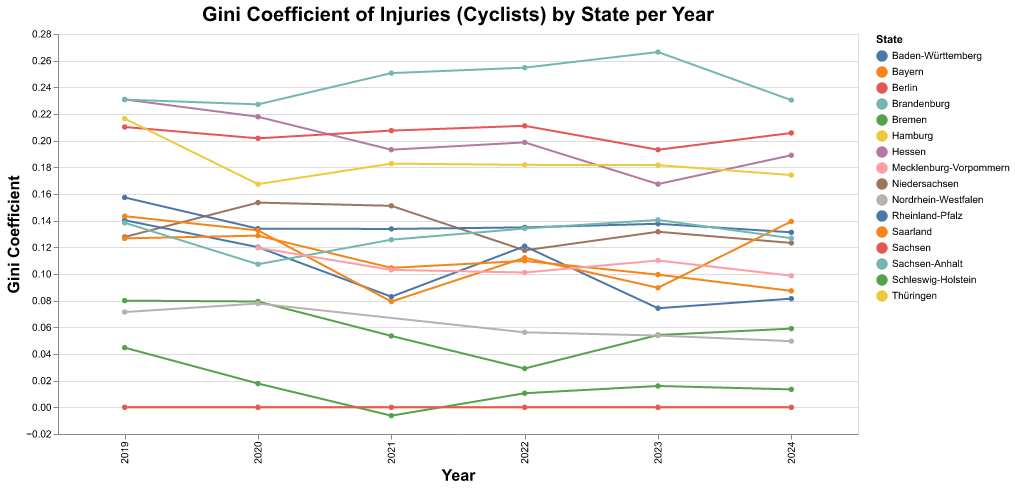 Gini Coefficient of Injuries (Cyclists) by State per Year
0.28
0.26
0.24
0.22
0.20
0.18
0.16
0.14
0.12
0.10
0.08
0.06
0.04
0.02
0.00
−0.02
Gini Coefficient
2019
2020
2021
2022
2023
2024
Year
State
Baden-Württemberg
Bayern
Berlin
Brandenburg
Bremen
Hamburg
Hessen
Mecklenburg-Vorpommern
Niedersachsen
Nordrhein-Westfalen
Rheinland-Pfalz
Saarland
Sachsen
Sachsen-Anhalt
Schleswig-Holstein
Thüringen